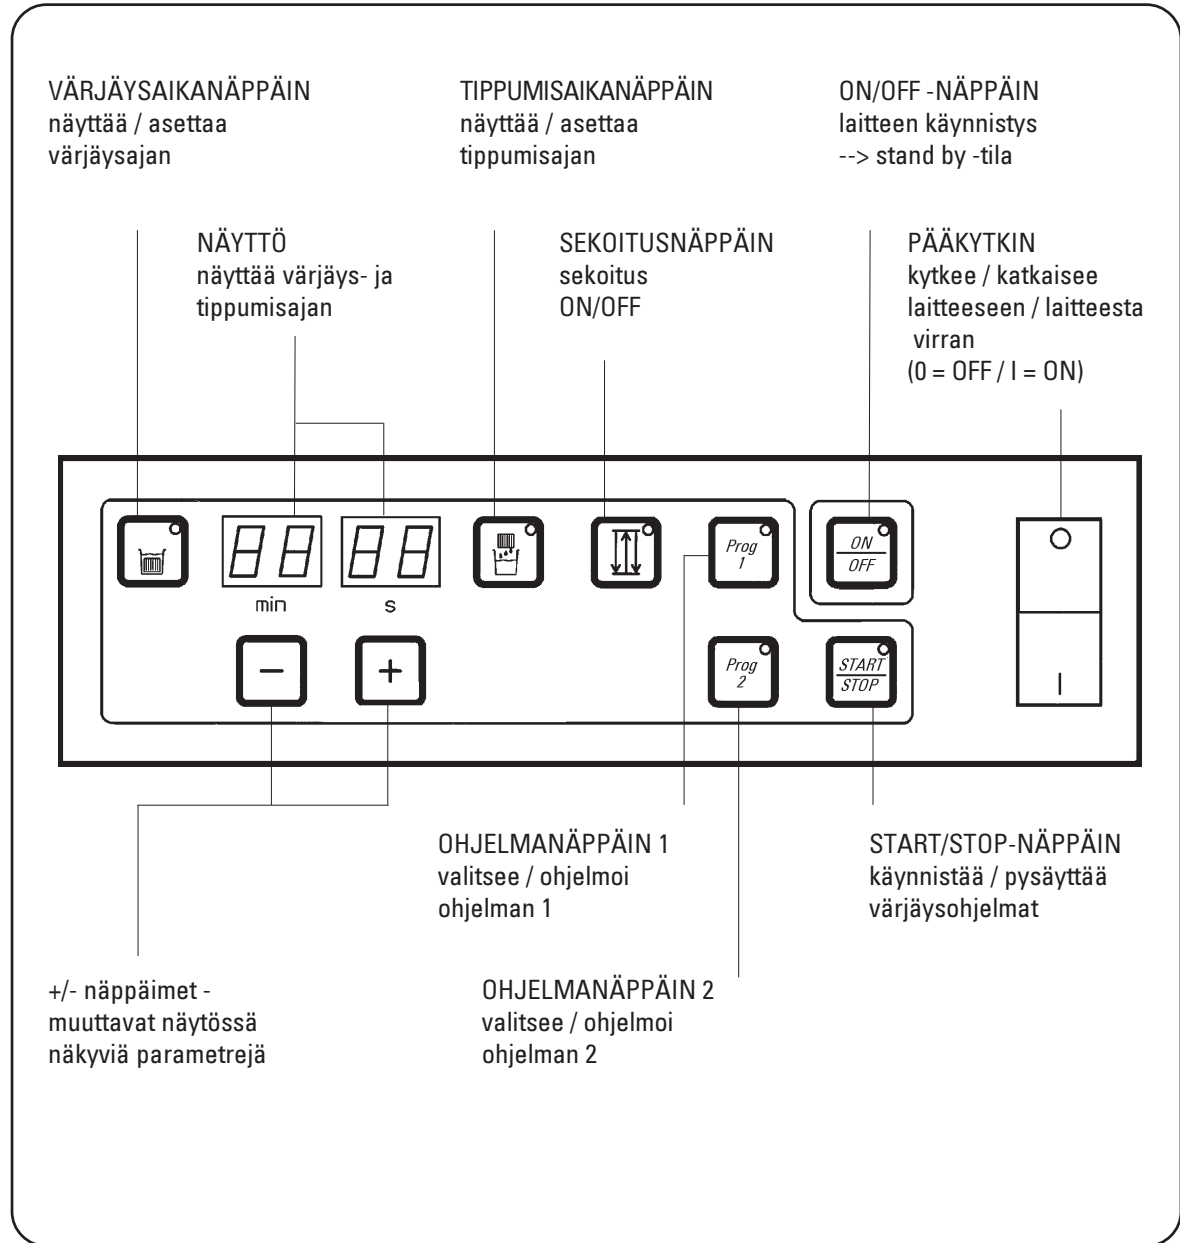 VÄRJÄYSAIKANÄPPÄIN
näyttää / asettaa
värjäysajan
TIPPUMISAIKANÄPPÄIN
näyttää / asettaa
tippumisajan
ON/OFF -NÄPPÄIN
laitteen käynnistys
--> stand by -tila
NÄYTTÖ
näyttää värjäys- ja
tippumisajan
SEKOITUSNÄPPÄIN
sekoitus
ON/OFF
PÄÄKYTKIN
kytkee / katkaisee
laitteeseen / laitteesta
virran
(0 = OFF / I = ON)
88
88
min
s
Prog
1
ON
OFF
−
+
Prog
2
START
STOP
O
I
OHJELMANÄPPÄIN 1
valitsee / ohjelmoi
ohjelman 1
START/STOP-NÄPPÄIN
käynnistää / pysäyttää
värjäysohjelmat
+/- näppäimet -
muuttavat näytössä
näkyviä parametrejä
OHJELMANÄPPÄIN 2
valitsee / ohjelmoi
ohjelman 2